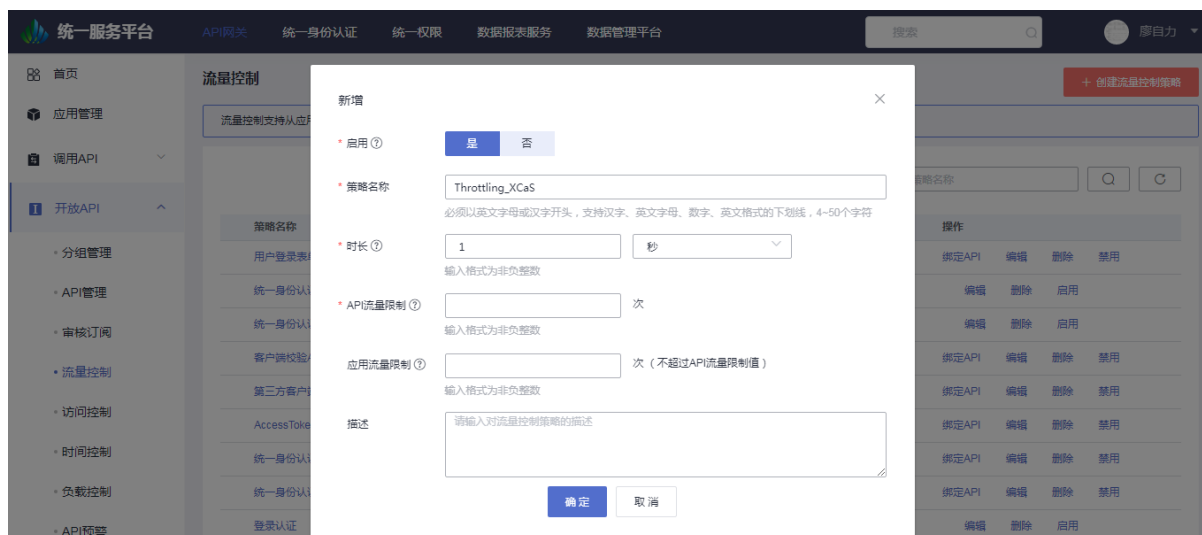 统一服务平台 API网关 统一身份认证 统一权限 数据报表服务 数据管理平台 搜索 廖自力
首页
应用管理
调用API
开放API
分组管理
API管理
审核订阅
流量控制
访问控制
时间控制
负载控制
API预警
流量控制
+ 创建流量控制策略
流量控制支持从应用
策略名称
策略名称 操作
用户登录表单 绑定API 编辑 删除 禁用
统一身份认证 编辑 删除 启用
统一身份认证 编辑 删除 启用
客户端校验A 绑定API 编辑 删除 禁用
第三方客户端 绑定API 编辑 删除 禁用
AccessToke 绑定API 编辑 删除 禁用
统一身份认证 绑定API 编辑 删除 禁用
统一身份认证 绑定API 编辑 删除 禁用
登录认证 编辑 删除 启用
新增
* 启用 是 否
* 策略名称 Throttling_XCaS
必须以英文字母或汉字开头，支持汉字、英文字母、数字、英文格式的下划线，4~50个字符
* 时长 1 秒
输入格式为非负整数
* API流量限制 次
输入格式为非负整数
应用流量限制 次（不超过API流量限制值）
输入格式为非负整数
描述 请输入对流量控制策略的描述
确定 取消